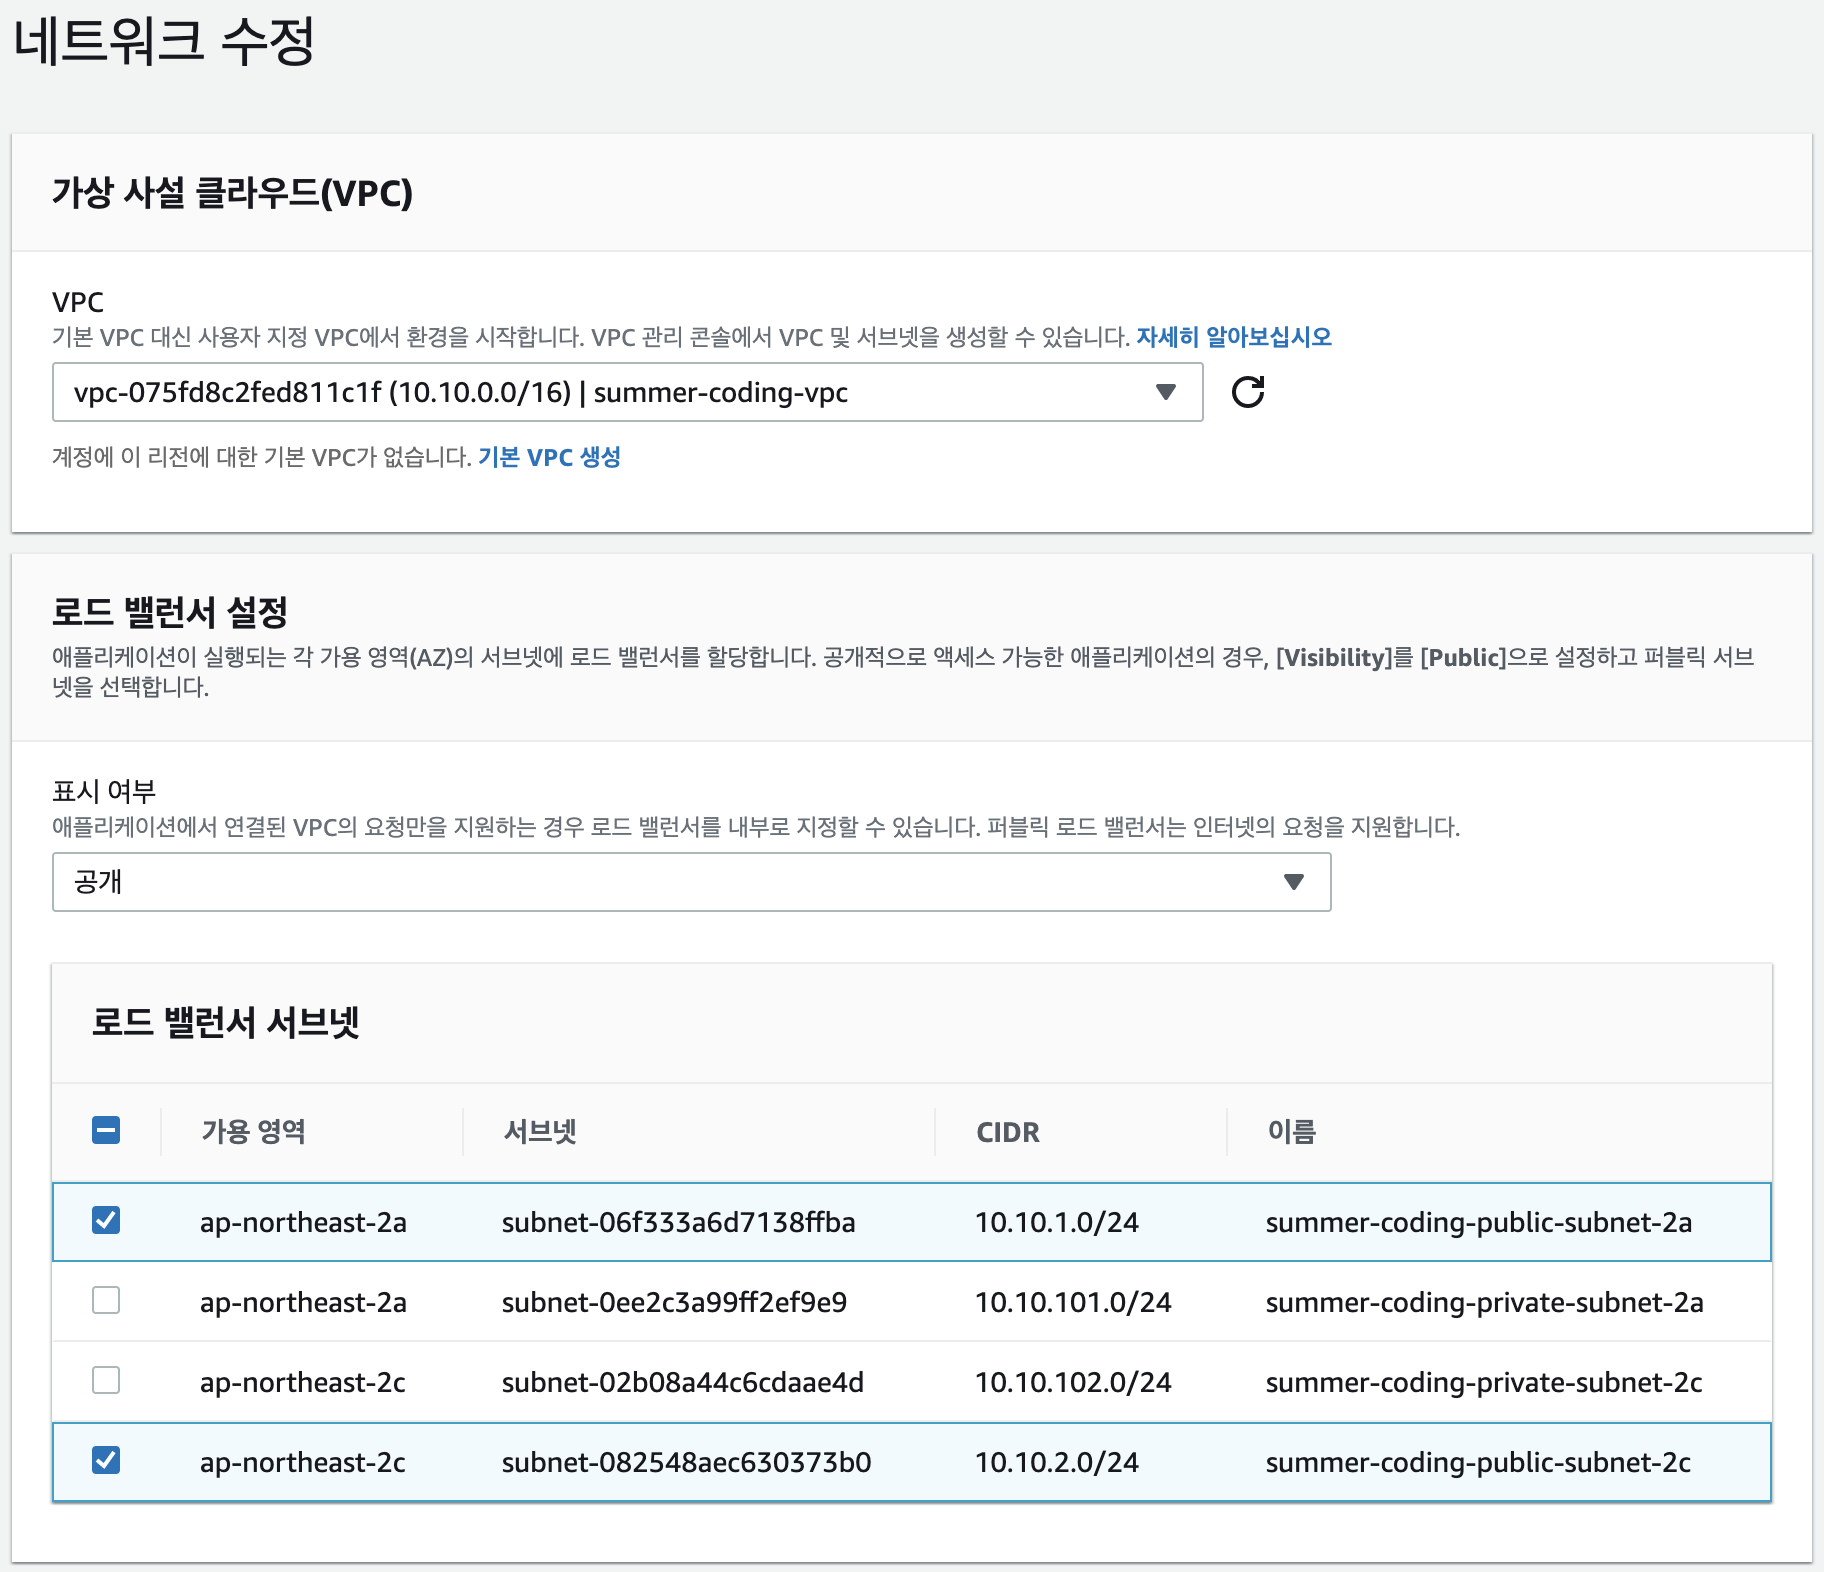 네트워크 수정
가상 사설 클라우드(VPC)
VPC
기본 VPC 대신 사용자 지정 VPC에서 환경을 시작합니다. VPC 관리 콘솔에서 VPC 및 서브넷을 생성할 수 있습니다. 자세히 알아보십시오
vpc-075fd8c2fed811c1f (10.10.0.0/16) | summer-coding-vpc
계정에 이 리전에 대한 기본 VPC가 없습니다. 기본 VPC 생성
로드 밸런서 설정
애플리케이션이 실행되는 각 가용 영역(AZ)의 서브넷에 로드 밸런서를 할당합니다. 공개적으로 액세스 가능한 애플리케이션의 경우, [Visibility]를 [Public]으로 설정하고 퍼블릭 서브
넷을 선택합니다.
표시 여부
애플리케이션에서 연결된 VPC의 요청만을 지원하는 경우 로드 밸런서를 내부로 지정할 수 있습니다. 퍼블릭 로드 밸런서는 인터넷의 요청을 지원합니다.
공개
로드 밸런서 서브넷
가용 영역 서브넷 CIDR 이름
ap-northeast-2a subnet-06f333a6d7138ffba 10.10.1.0/24 summer-coding-public-subnet-2a
ap-northeast-2a subnet-0ee2c3a99ff2ef9e9 10.10.101.0/24 summer-coding-private-subnet-2a
ap-northeast-2c subnet-02b08a44c6cdaae4d 10.10.102.0/24 summer-coding-private-subnet-2c
ap-northeast-2c subnet-082548aec630373b0 10.10.2.0/24 summer-coding-public-subnet-2c